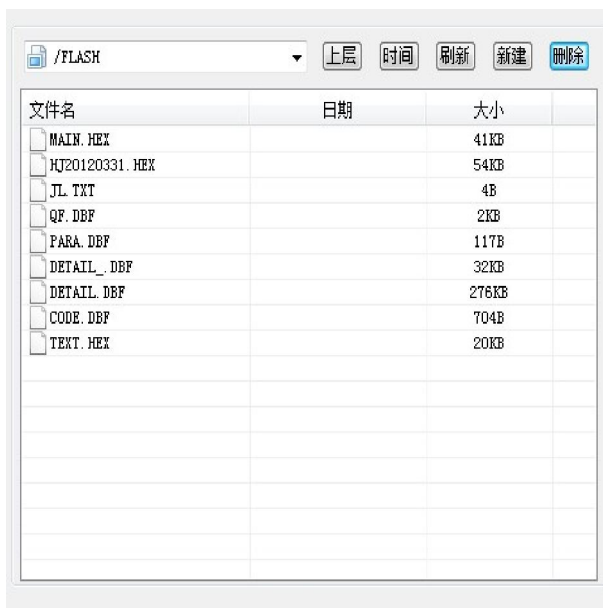 /FLASH 上层 时间 刷新 新建 删除
文件名 日期 大小
MAIN.HEX 41KB
HJ20120331.HEX 54KB
JL.TXT 4B
QF.DBF 2KB
PARA.DBF 117B
DETAIL_.DBF 32KB
DETAIL.DBF 276KB
CODE.DBF 704B
TEXT.HEX 20KB